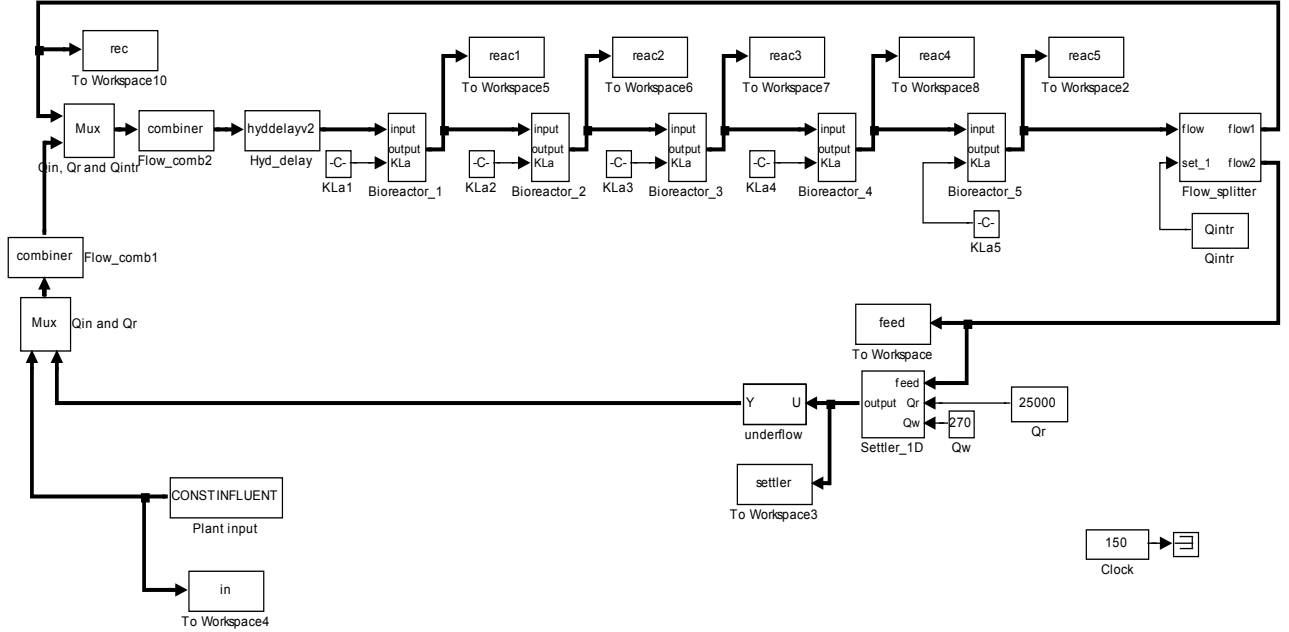 rec
To Workspace10
reac1
To Workspace5
reac2
To Workspace6
reac3
To Workspace7
reac4
To Workspace8
reac5
To Workspace2
Mux
Qin, Qr and Qintr
combiner
Flow_comb2
hyddelayv2
Hyd_delay
input
output
KLa
Bioreactor_1
-C-
KLa1
input
output
KLa
Bioreactor_2
-C-
KLa2
input
output
KLa
Bioreactor_3
-C-
KLa3
input
output
KLa
Bioreactor_4
-C-
KLa4
input
output
KLa
Bioreactor_5
-C-
KLa5
flow flow1
set_1 flow2
Flow_splitter
Qintr
Qintr
combiner
Flow_comb1
Mux
Qin and Qr
feed
To Workspace
feed
output Qr
Qw
Settler_1D
25000
Qr
270
Qw
Y U
underflow
settler
To Workspace3
CONSTINFLUENT
Plant input
in
To Workspace4
150
Clock